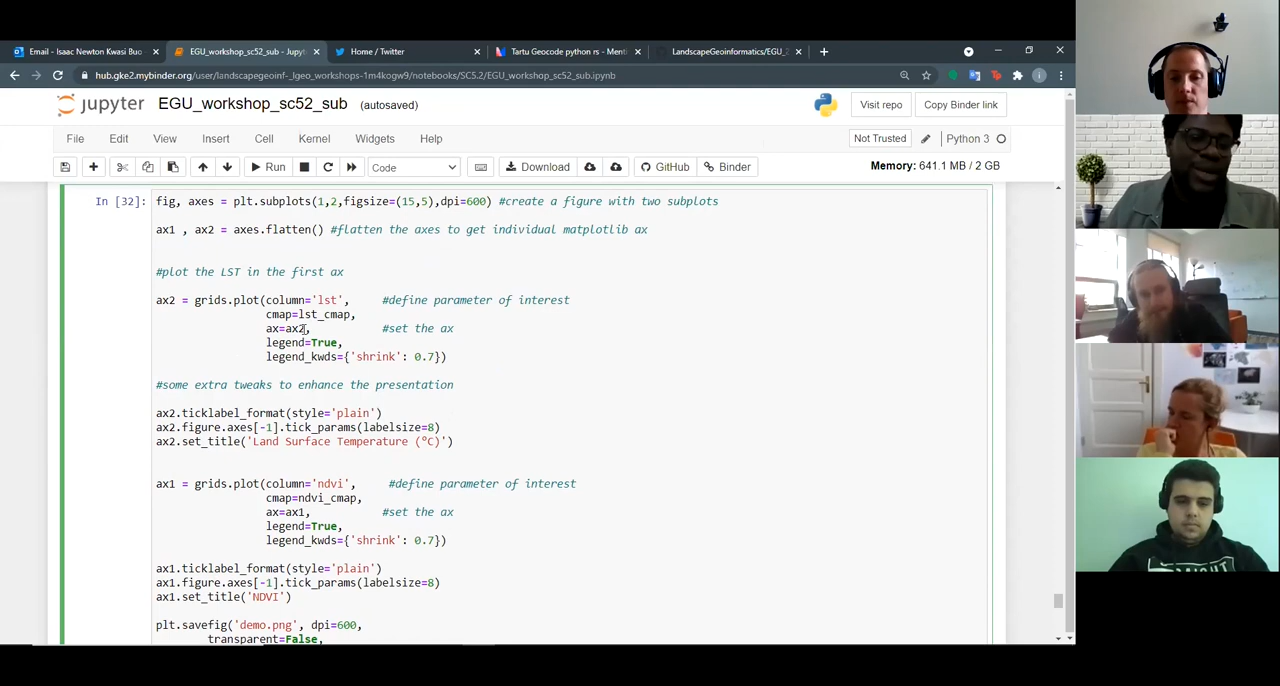 Email - Isaac Newton Kwasi Buo
EGU_workshop_sc52_sub - Jupyt
Home / Twitter
Tartu Geocode python rs - Menti
LandscapeGeoinformatics/EGU_2
hub.gke2.mybinder.org/user/landscapegeoinf-_lgeo_workshops-1m4kogw9/notebooks/SC5.2/EGU_workshop_sc52_sub.ipynb
jupyter EGU_workshop_sc52_sub (autosaved)
Visit repo Copy Binder link
File Edit View Insert Cell Kernel Widgets Help
Not Trusted Python 3
Run Code Download GitHub Binder
Memory: 641.1 MB / 2 GB
In [32]: fig, axes = plt.subplots(1,2,figsize=(15,5),dpi=600) #create a figure with two subplots
ax1 , ax2 = axes.flatten() #flatten the axes to get individual matplotlib ax
#plot the LST in the first ax
ax2 = grids.plot(column='lst', #define parameter of interest
cmap=lst_cmap,
ax=ax2, #set the ax
legend=True,
legend_kwds={'shrink': 0.7})
#some extra tweaks to enhance the presentation
ax2.ticklabel_format(style='plain')
ax2.figure.axes[-1].tick_params(labelsize=8)
ax2.set_title('Land Surface Temperature (°C)')
ax1 = grids.plot(column='ndvi', #define parameter of interest
cmap=ndvi_cmap,
ax=ax1, #set the ax
legend=True,
legend_kwds={'shrink': 0.7})
ax1.ticklabel_format(style='plain')
ax1.figure.axes[-1].tick_params(labelsize=8)
ax1.set_title('NDVI')
plt.savefig('demo.png', dpi=600,
transparent=False,